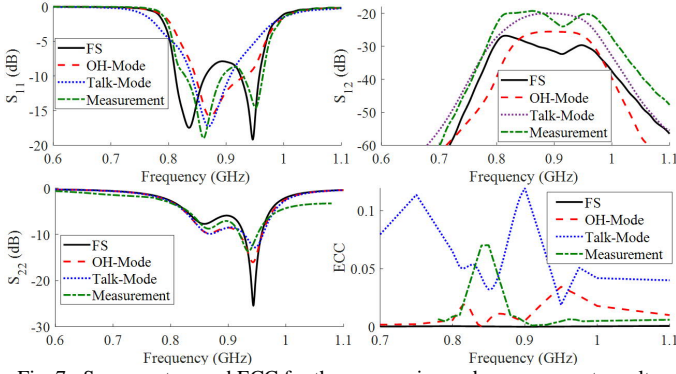 0
-5
-10
-15
-20
S11 (dB)
FS
OH-Mode
Talk-Mode
Measurement
0.6 0.7 0.8 0.9 1 1.1
Frequency (GHz)
-12
-20
-30
-40
-50
-60
S12 (dB)
FS
OH-Mode
Talk-Mode
Measurement
0.6 0.7 0.8 0.9 1 1.1
Frequency (GHz)
0
-10
-20
-30
S22 (dB)
FS
OH-Mode
Talk-Mode
Measurement
0.7 0.8 0.9 1 1.1
Frequency (GHz)
0.1
0.05
0
ECC
FS
OH-Mode
Talk-Mode
Measurement
0.7 0.8 0.9 1 1.1
Frequency (GHz)